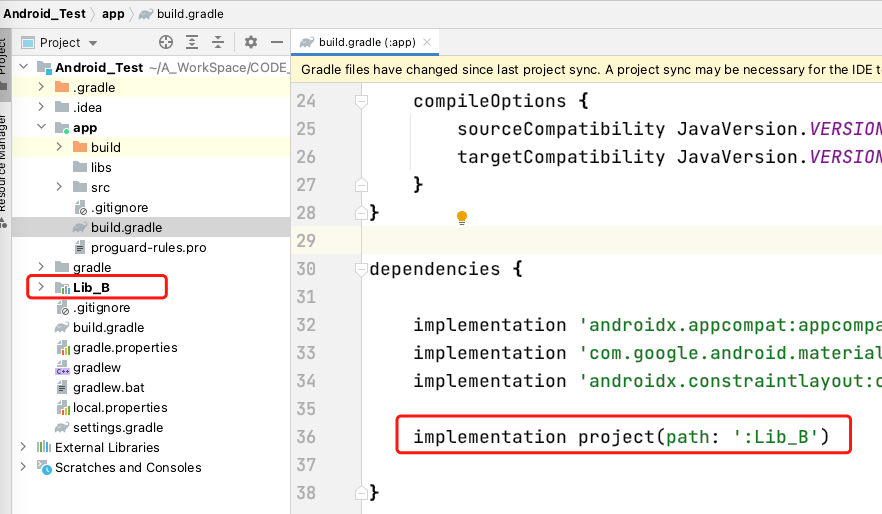 Android_Test app build.gradle
Project
build.gradle (:app)
Project
Resource Manager
Android_Test ~/A_WorkSpace/CODE_
.gradle
.idea
app
build
libs
src
.gitignore
build.gradle
proguard-rules.pro
gradle
Lib_B
.gitignore
build.gradle
gradle.properties
gradlew
gradlew.bat
local.properties
settings.gradle
External Libraries
Scratches and Consoles
Gradle files have changed since last project sync. A project sync may be necessary for the IDE t
24 compileOptions {
25 sourceCompatibility JavaVersion.VERSION
26 targetCompatibility JavaVersion.VERSION
27 }
28 }
29
30 dependencies {
31
32 implementation 'androidx.appcompat:appcompa
33 implementation 'com.google.android.material
34 implementation 'androidx.constraintlayout:c
35
36 implementation project(path: ':Lib_B')
37
38 }